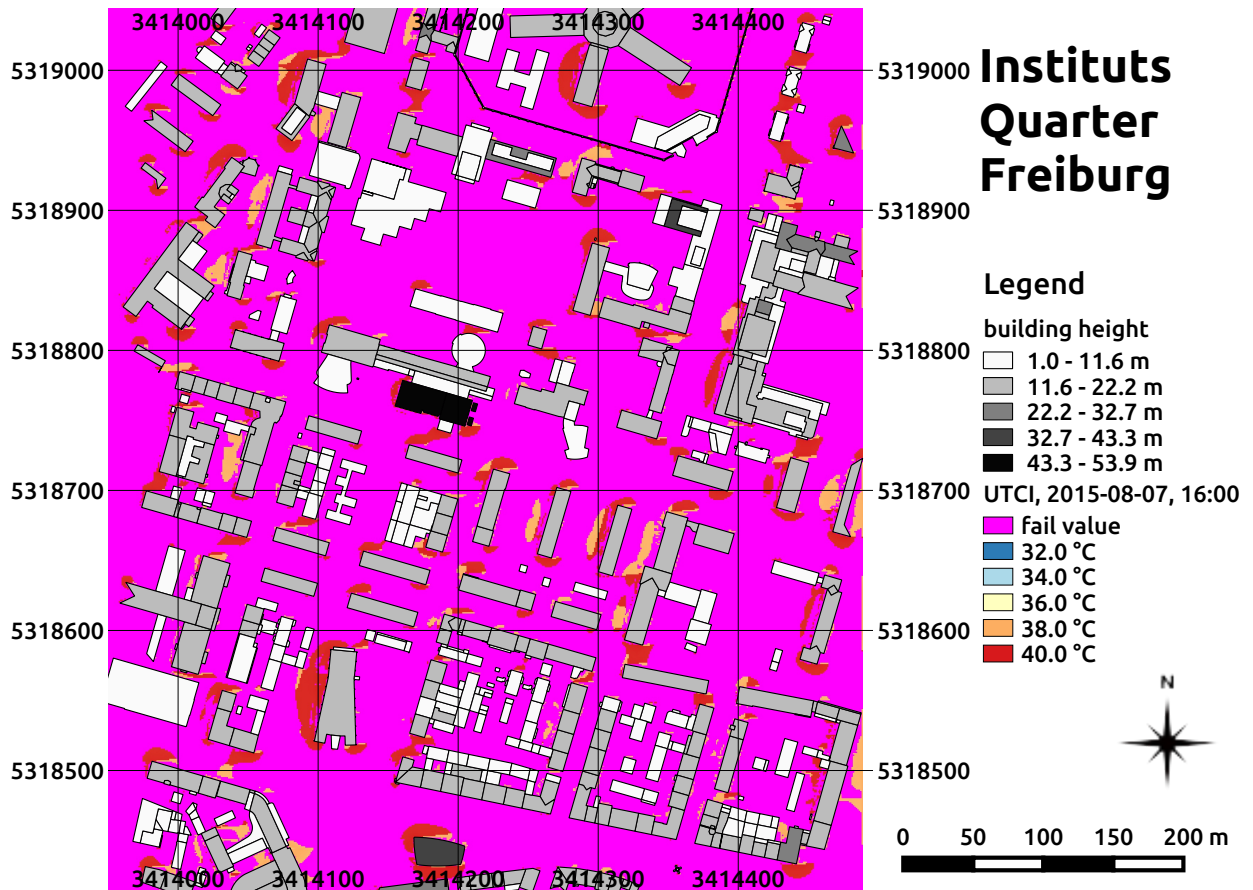 3414000 3414100 3414200 3414300 3414400
5319000 5319000
5318900 5318900
5318800 5318800
5318700 5318700
5318600 5318600
5318500 5318500
3414000 3414100 3414200 3414300 3414400
Instituts
Quarter
Freiburg
Legend
building height
1.0 - 11.6 m
11.6 - 22.2 m
22.2 - 32.7 m
32.7 - 43.3 m
43.3 - 53.9 m
UTCI, 2015-08-07, 16:00
fail value
32.0 °C
34.0 °C
36.0 °C
38.0 °C
40.0 °C
N
0 50 100 150 200 m